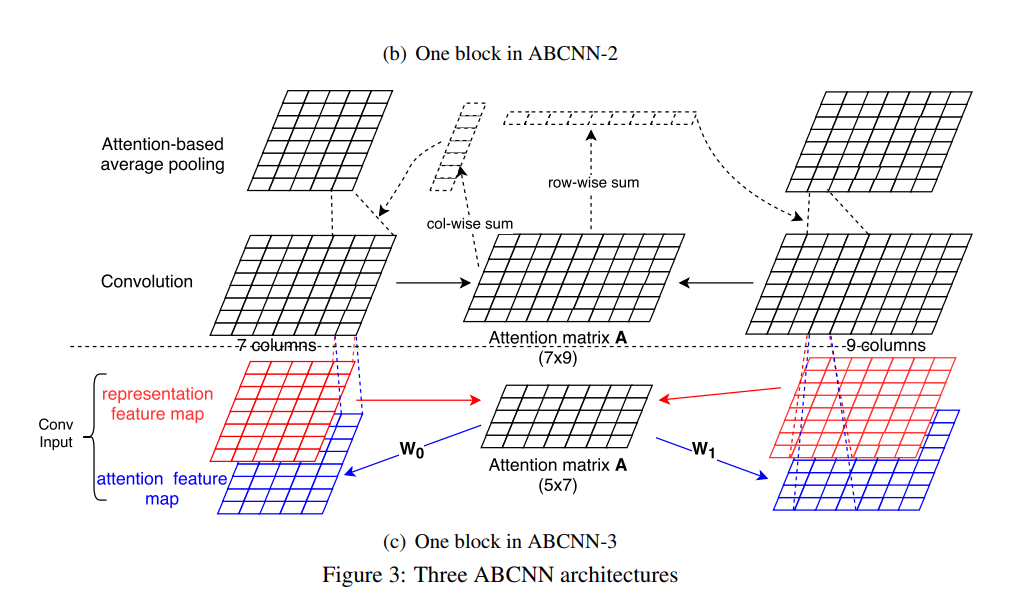 (b) One block in ABCNN-2
Attention-based
average pooling
row-wise sum
col-wise sum
Convolution
7 columns
Attention matrix A
(7x9)
9 columns
representation
feature map
Conv
Input
W0
W1
Attention matrix A
(5x7)
attention feature
map
(c) One block in ABCNN-3
Figure 3: Three ABCNN architectures